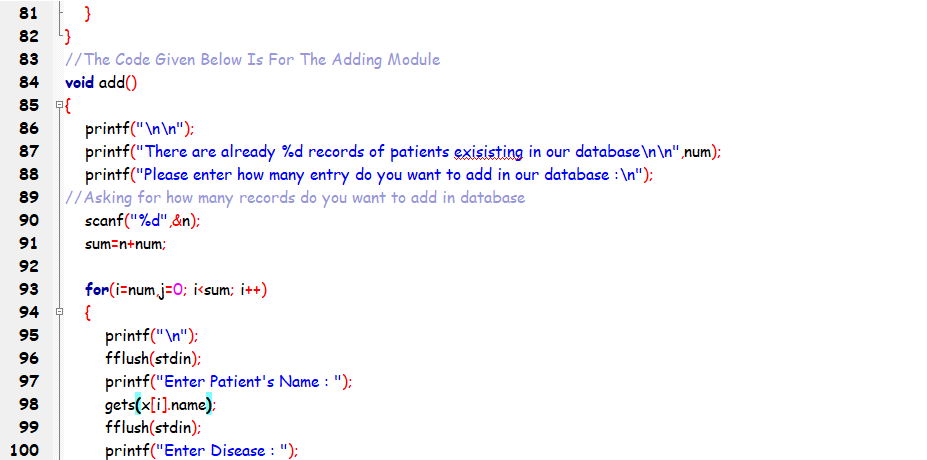 81 }
82 }
83 //The Code Given Below Is For The Adding Module
84 void add()
85 {
86 printf("\n\n");
87 printf("There are already %d records of patients exisisting in our database\n\n",num);
88 printf("Please enter how many entry do you want to add in our database :\n");
89 //Asking for how many records do you want to add in database
90 scanf("%d",&n);
91 sum=n+num;
92
93 for(i=num,j=0; i<sum; i++)
94 {
95 printf("\n");
96 fflush(stdin);
97 printf("Enter Patient's Name : ");
98 gets(x[i].name);
99 fflush(stdin);
100 printf("Enter Disease : ");